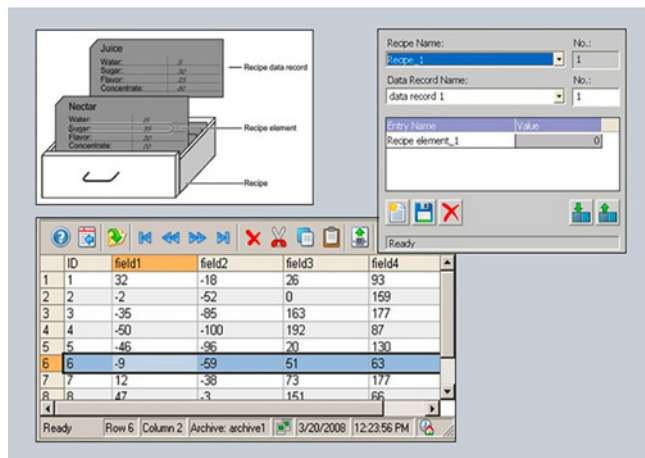 Juice
Water:
Sugar: 30
Flavor:
Concentrate:
Recipe data record
Nectar
Water:
Sugar:
Flavor:
Concentrate:
Recipe element
Recipe
Recipe Name: No.:
Recipe_1 1
Data Record Name: No.:
data record 1 1
Entry Name Value
Recipe element_1 0
Ready
ID field1 field2 field3 field4
1 1 32 -18 26 93
2 2 -2 -52 0 159
3 3 -35 -85 163 177
4 4 -50 -100 192 87
5 5 -46 -96 20 130
6 6 -9 -59 51 63
7 7 12 -38 73 177
8 8 47 -3 151 66
Ready Row 6 Column 2 Archive: archive1 3/20/2008 12:23:56 PM